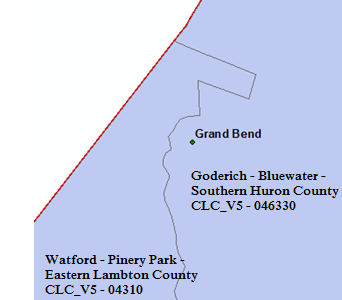 Grand Bend
Goderich - Bluewater -
Southern Huron County
CLC_V5 - 046330
Watford - Pinery Park -
Eastern Lambton County
CLC_V5 - 04310